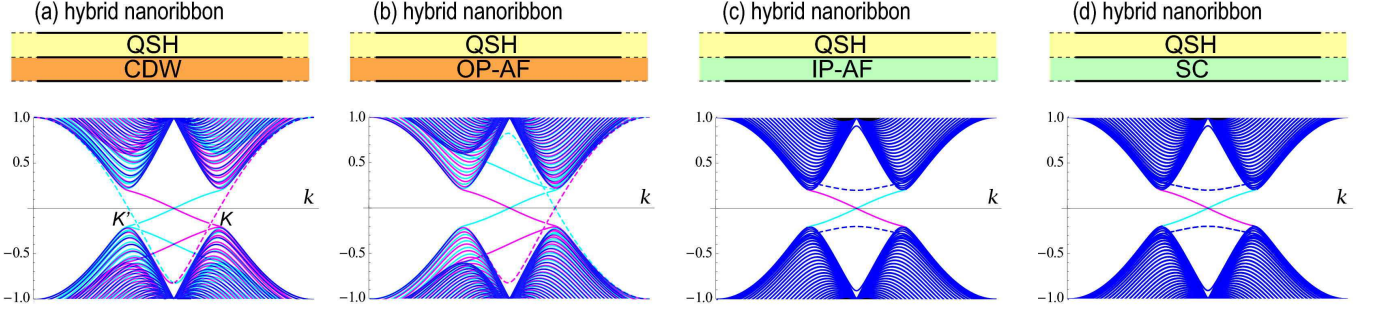 (a) hybrid nanoribbon
QSH
CDW
1.0
0.5
k
K'
K
−0.5
−1.0
(b) hybrid nanoribbon
QSH
OP-AF
1.0
0.5
k
−0.5
−1.0
(c) hybrid nanoribbon
QSH
IP-AF
1.0
0.5
k
−0.5
−1.0
(d) hybrid nanoribbon
QSH
SC
1.0
0.5
k
−0.5
−1.0